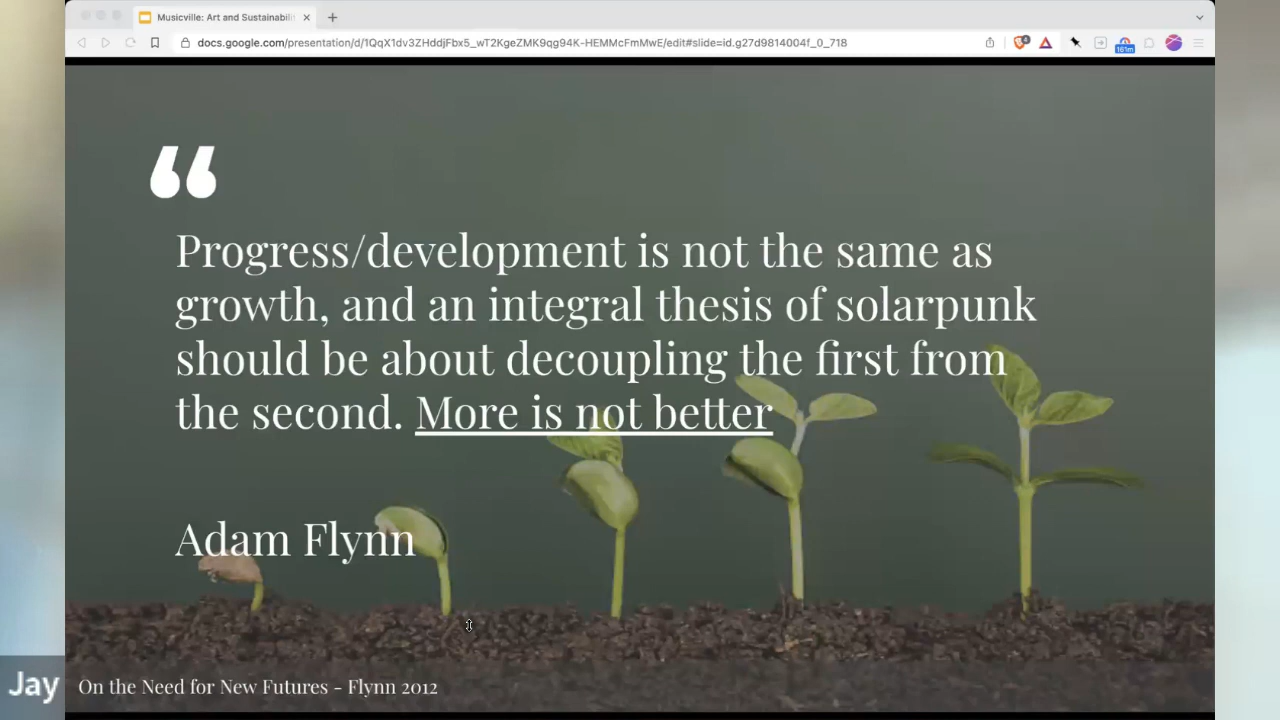 Musicville: Art and Sustainabili
docs.google.com/presentation/d/1QqX1dv3ZHddjFbx5_wT2KgeZMK9qg94K-HEMMcFmMwE/edit#slide=id.g27d9814004f_0_718
4
161m
“
Progress/development is not the same as
growth, and an integral thesis of solarpunk
should be about decoupling the first from
the second. More is not better
Adam Flynn
Jay
On the Need for New Futures - Flynn 2012